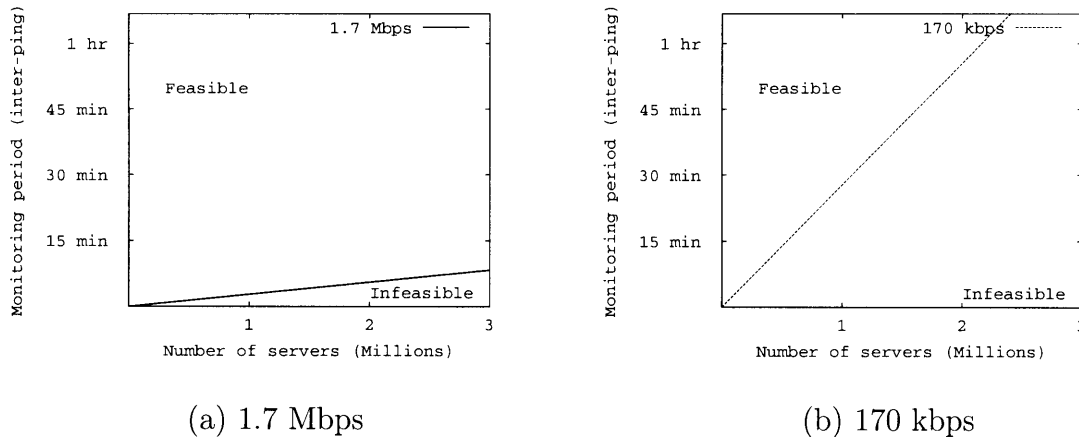 Monitoring period (inter-ping)
1 hr
45 min
30 min
15 min
1.7 Mbps
Feasible
Infeasible
1
2
3
Number of servers (Millions)
(a) 1.7 Mbps
Monitoring period (inter-ping)
1 hr
45 min
30 min
15 min
170 kbps
Feasible
Infeasible
1
2
Number of servers (Millions)
(b) 170 kbps